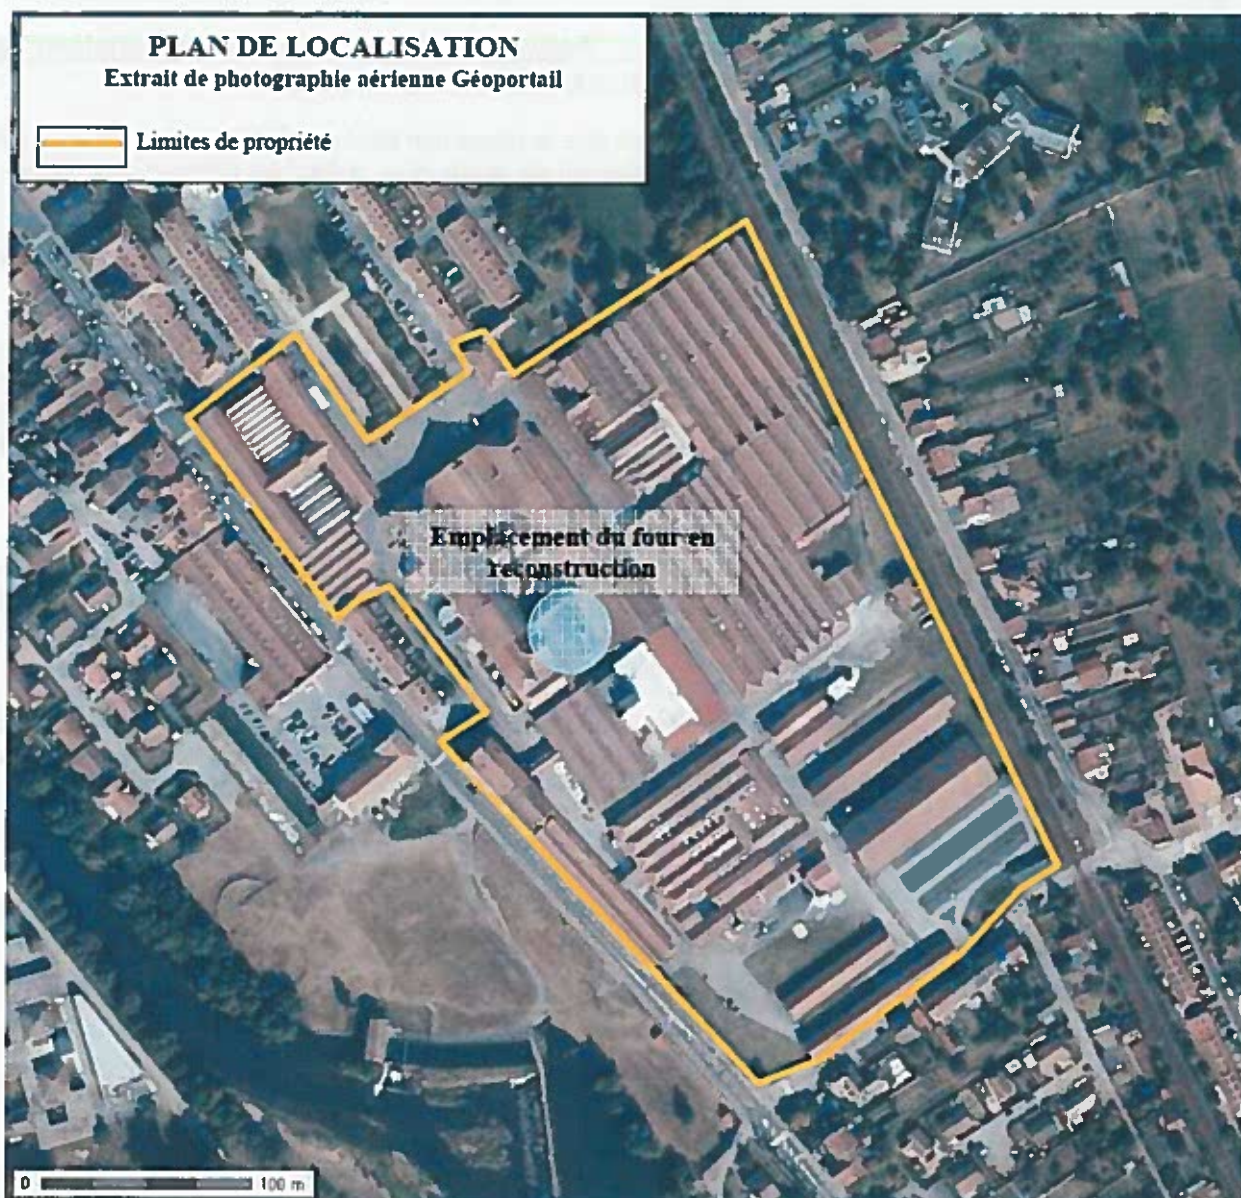 PLAN DE LOCALISATION
Extrait de photographie aérienne Géoportail
Limites de propriété
Emplacement du four en
reconstruction
0 100 m